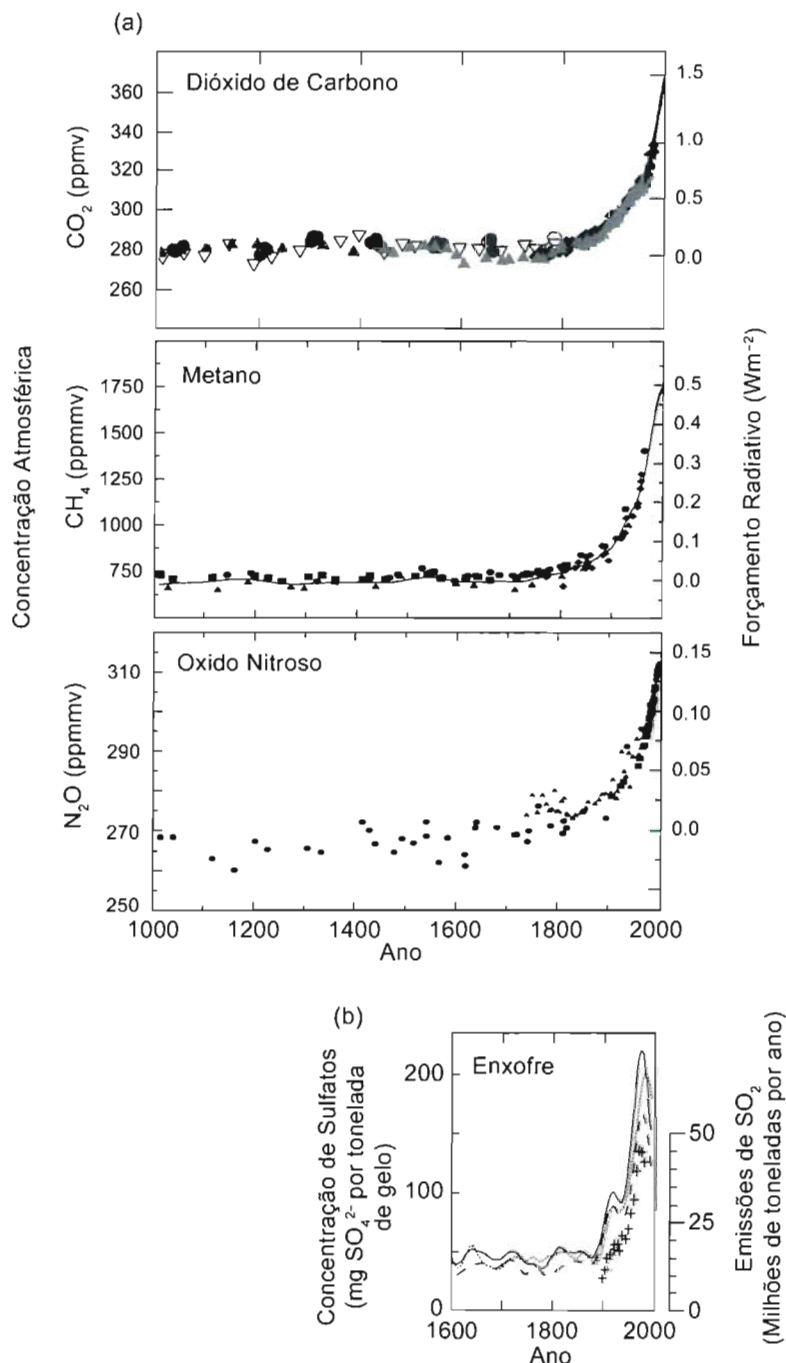 (a)
Dióxido de Carbono
360
340
320
300
280
260
CO₂ (ppmv)
1.5
1.0
0.5
0.0
Metano
1750
1500
1250
1000
750
CH₄ (ppmmv)
0.5
0.4
0.3
0.2
0.1
0.0
Concentração Atmosférica
Forçamento Radiativo (Wm⁻²)
Oxido Nitroso
310
290
270
250
N₂O (ppmmv)
0.15
0.10
0.05
0.0
1000 1200 1400 1600 1800 2000
Ano
(b)
Enxofre
200
100
0
Concentração de Sulfatos
(mg SO₄²⁻ por tonelada
de gelo)
50
25
0
Emissões de SO₂
(Milhões de toneladas por ano)
1600 1800 2000
Ano